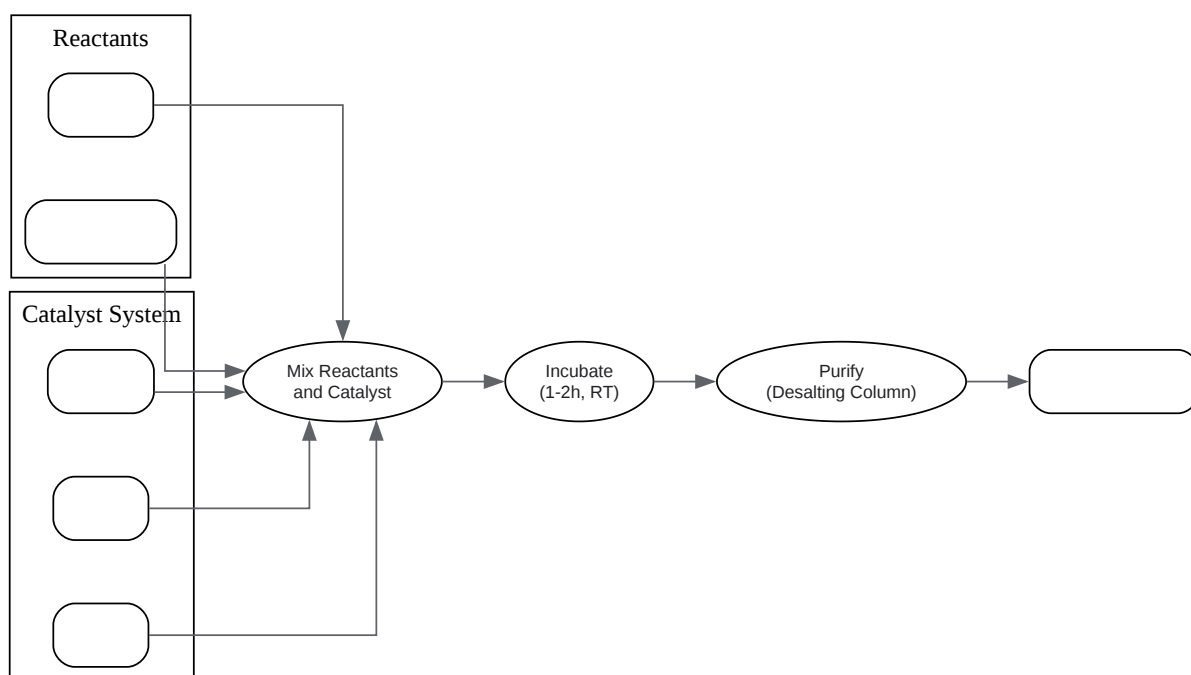 Reactants
Catalyst System
Mix Reactants
and Catalyst
Incubate
(1-2h, RT)
Purify
(Desalting Column)